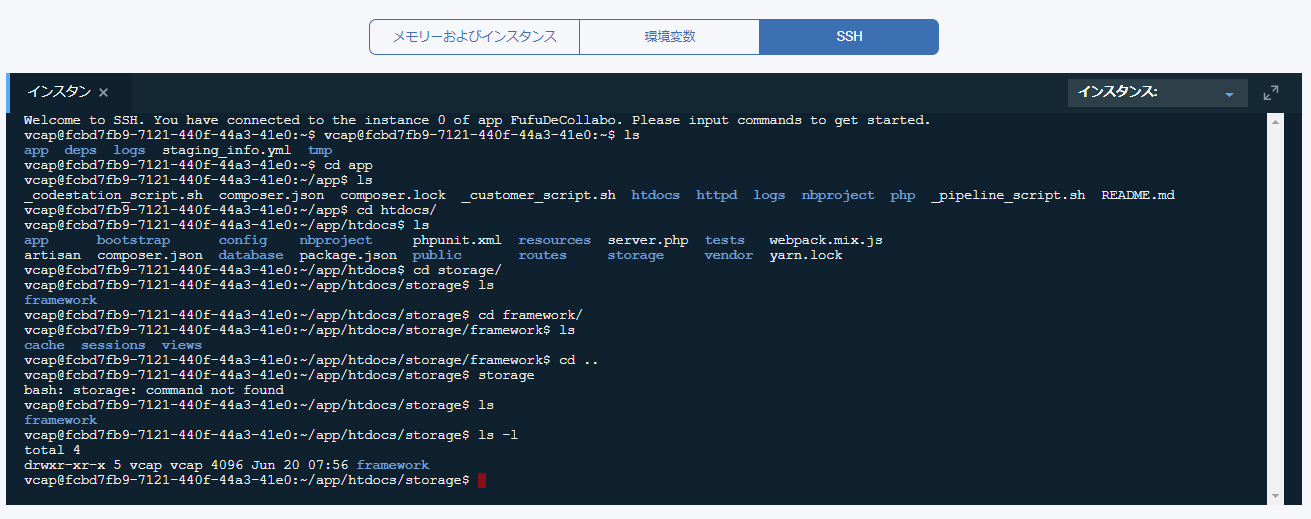 メモリーおよびインスタンス 環境変数 SSH
インスタン × インスタンス:
Welcome to SSH. You have connected to the instance 0 of app FufuDeCollabo. Please input commands to get started.
vcap@fcbd7fb9-7121-440f-44a3-41e0:~$ vcap@fcbd7fb9-7121-440f-44a3-41e0:~$ ls
app deps logs staging_info.yml tmp
vcap@fcbd7fb9-7121-440f-44a3-41e0:~$ cd app
vcap@fcbd7fb9-7121-440f-44a3-41e0:~/app$ ls
_codestation_script.sh composer.json composer.lock _customer_script.sh htdocs httpd logs nbproject php _pipeline_script.sh README.md
vcap@fcbd7fb9-7121-440f-44a3-41e0:~/app$ cd htdocs/
vcap@fcbd7fb9-7121-440f-44a3-41e0:~/app/htdocs$ ls
app bootstrap config nbproject phpunit.xml resources server.php tests webpack.mix.js
artisan composer.json database package.json public routes storage vendor yarn.lock
vcap@fcbd7fb9-7121-440f-44a3-41e0:~/app/htdocs$ cd storage/
vcap@fcbd7fb9-7121-440f-44a3-41e0:~/app/htdocs/storage$ ls
framework
vcap@fcbd7fb9-7121-440f-44a3-41e0:~/app/htdocs/storage$ cd framework/
vcap@fcbd7fb9-7121-440f-44a3-41e0:~/app/htdocs/storage/framework$ ls
cache sessions views
vcap@fcbd7fb9-7121-440f-44a3-41e0:~/app/htdocs/storage/framework$ cd ..
vcap@fcbd7fb9-7121-440f-44a3-41e0:~/app/htdocs/storage$ storage
bash: storage: command not found
vcap@fcbd7fb9-7121-440f-44a3-41e0:~/app/htdocs/storage$ ls
framework
vcap@fcbd7fb9-7121-440f-44a3-41e0:~/app/htdocs/storage$ ls -l
total 4
drwxr-xr-x 5 vcap vcap 4096 Jun 20 07:56 framework
vcap@fcbd7fb9-7121-440f-44a3-41e0:~/app/htdocs/storage$